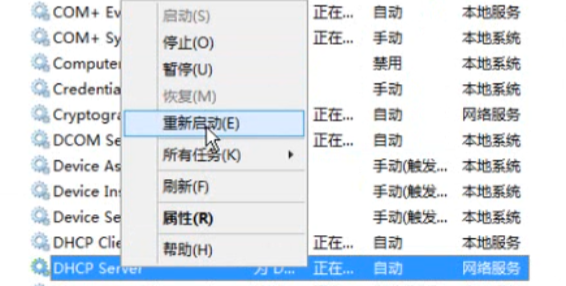 COM+ Ev 启动(S) 正在... 自动 本地服务
COM+ Sy 停止(O) 正在... 手动 本地系统
Computer 暂停(U) 禁用 本地系统
Credentia 恢复(M) 手动 本地系统
Cryptogra 重新启动(E) 正在... 自动 网络服务
DCOM Se 所有任务(K) 正在... 自动 本地系统
Device As 手动(触发... 本地系统
Device Ins 刷新(F) 手动(触发... 本地系统
Device Se 属性(R) 手动(触发... 本地系统
DHCP Clie 帮助(H) 正在... 自动 本地服务
DHCP Server 为 D... 正在... 自动 网络服务